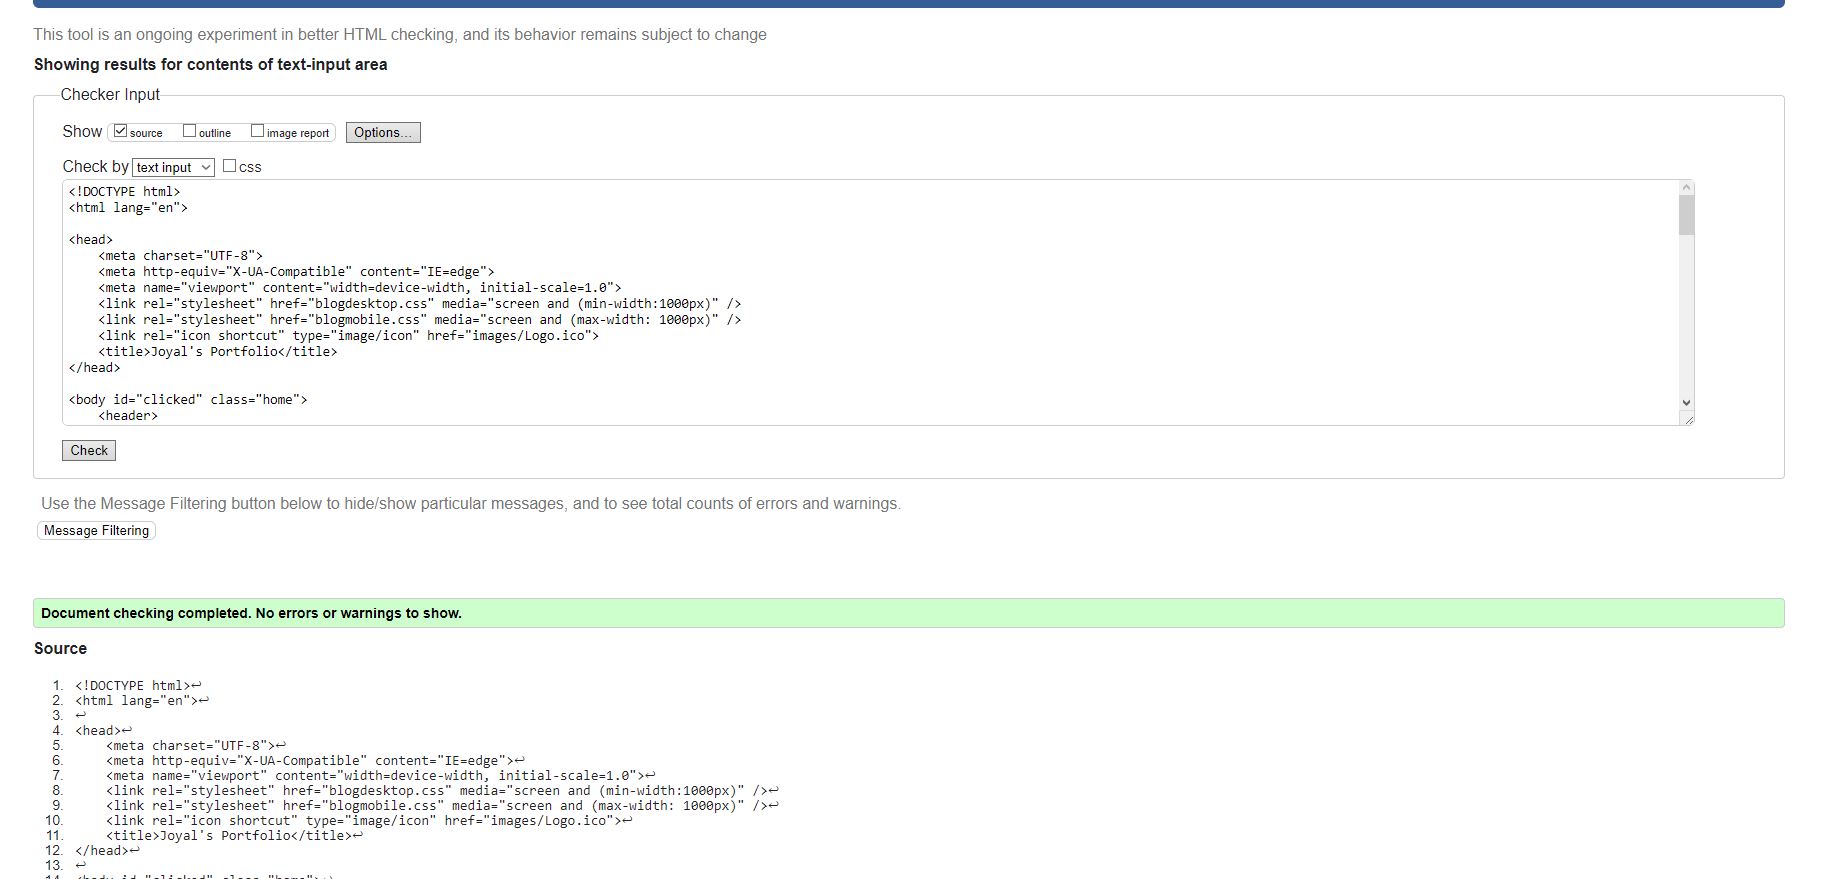 This tool is an ongoing experiment in better HTML checking, and its behavior remains subject to change
Showing results for contents of text-input area
Checker Input
Show source outline image report Options...
Check by text input css
<!DOCTYPE html>
<html lang="en">
<head>
<meta charset="UTF-8">
<meta http-equiv="X-UA-Compatible" content="IE=edge">
<meta name="viewport" content="width=device-width, initial-scale=1.0">
<link rel="stylesheet" href="blogdesktop.css" media="screen and (min-width:1000px)" />
<link rel="stylesheet" href="blogmobile.css" media="screen and (max-width: 1000px)" />
<link rel="icon shortcut" type="image/icon" href="images/Logo.ico">
<title>Joyal's Portfolio</title>
</head>
<body id="clicked" class="home">
<header>
Check
Use the Message Filtering button below to hide/show particular messages, and to see total counts of errors and warnings.
Message Filtering
Document checking completed. No errors or warnings to show.
Source
1. <!DOCTYPE html>↩
2. <html lang="en">↩
3. ↩
4. <head>↩
5. <meta charset="UTF-8">↩
6. <meta http-equiv="X-UA-Compatible" content="IE=edge">↩
7. <meta name="viewport" content="width=device-width, initial-scale=1.0">↩
8. <link rel="stylesheet" href="blogdesktop.css" media="screen and (min-width:1000px)" />↩
9. <link rel="stylesheet" href="blogmobile.css" media="screen and (max-width: 1000px)" />↩
10. <link rel="icon shortcut" type="image/icon" href="images/Logo.ico">↩
11. <title>Joyal's Portfolio</title>↩
12. </head>↩
13. ↩
14. <body id="clicked" class="home">↩